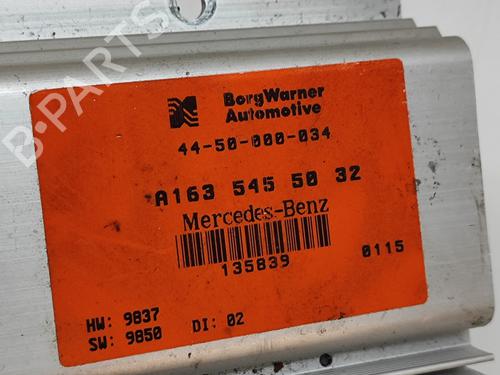 B-PARTS
BorgWarner
Automotive
44-50-000-034
A163 545 50 32
Mercedes-Benz
135839
0115
HW: 9837
SW: 9850
DI: 02